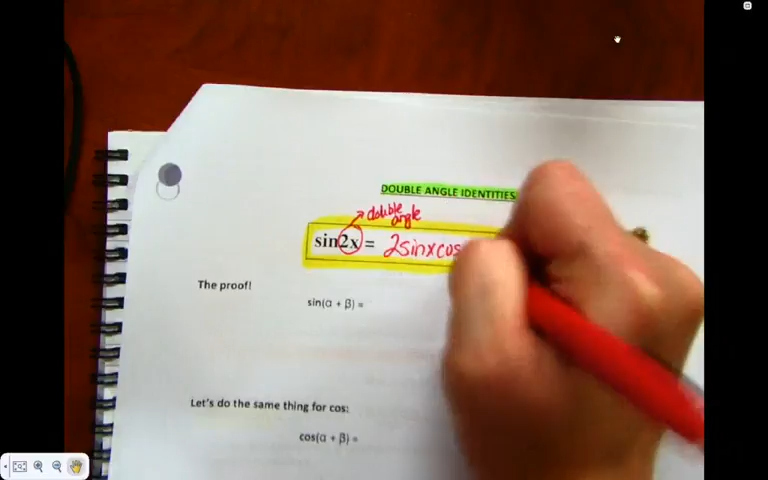 DOUBLE ANGLE IDENTITIES
double
angle
sin2x = 2sinxcos
The proof!
sin(α + β) =
Let's do the same thing for cos:
cos(α + β) =